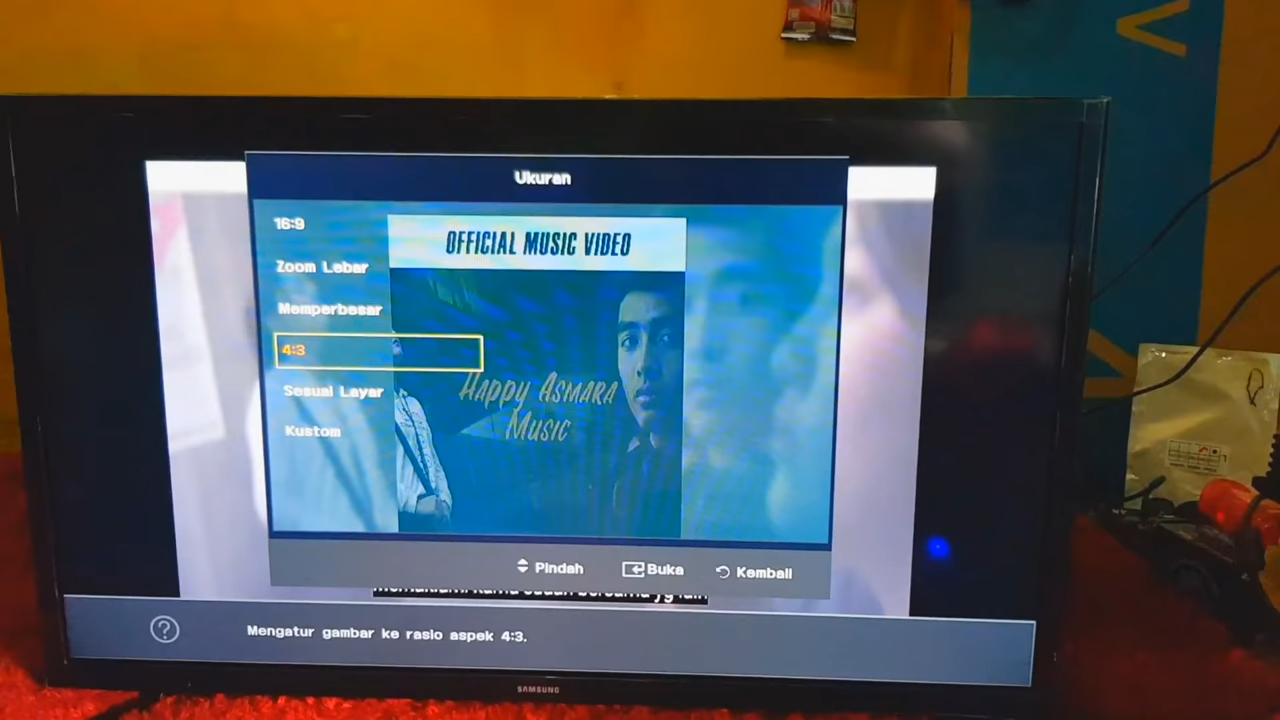 Ukuran
16:9
Zoom Lebar
Memperbesar
4:3
Sesuai Layar
Kustom
OFFICIAL MUSIC VIDEO
HAPPY ASMARA
MUSIC
Pindah
Buka
Kembali
Mengatur gambar ke rasio aspek 4:3.
SAMSUNG